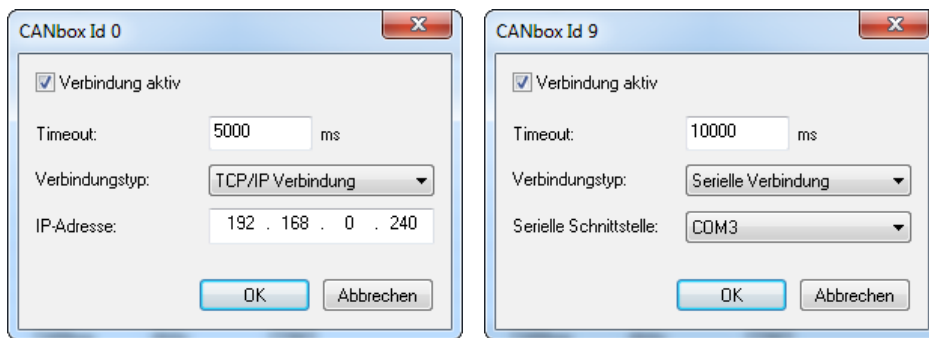 CANbox Id 0
Verbindung aktiv
Timeout: 5000 ms
Verbindungstyp: TCP/IP Verbindung
IP-Adresse: 192 . 168 . 0 . 240
OK Abbrechen
CANbox Id 9
Verbindung aktiv
Timeout: 10000 ms
Verbindungstyp: Serielle Verbindung
Serielle Schnittstelle: COM3
OK Abbrechen